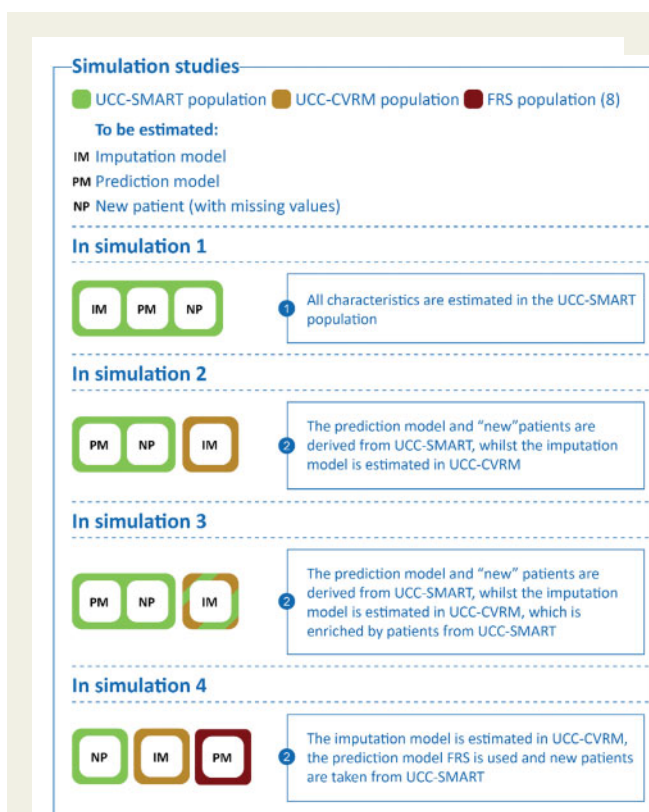 Simulation studies
UCC-SMART population UCC-CVRM population FRS population (8)
To be estimated:
IM Imputation model
PM Prediction model
NP New patient (with missing values)
In simulation 1
IM PM NP
1
All characteristics are estimated in the UCC-SMART
population
In simulation 2
PM NP IM
2
The prediction model and “new”patients are
derived from UCC-SMART, whilst the imputation
model is estimated in UCC-CVRM
In simulation 3
PM NP IM
2
The prediction model and “new” patients are
derived from UCC-SMART, whilst the imputation
model is estimated in UCC-CVRM, which is
enriched by patients from UCC-SMART
In simulation 4
NP IM PM
2
The imputation model is estimated in UCC-CVRM,
the prediction model FRS is used and new patients
are taken from UCC-SMART